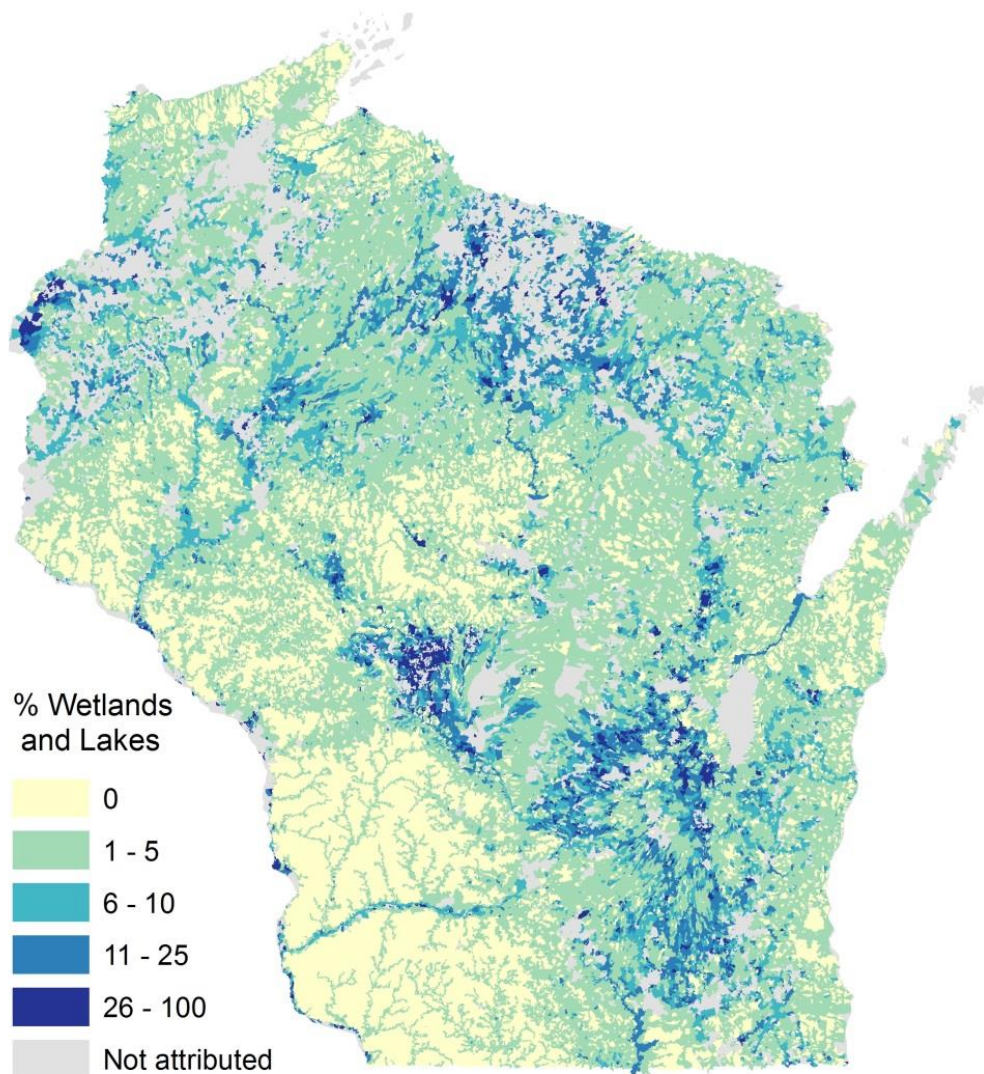 % Wetlands
and Lakes
0
1 - 5
6 - 10
11 - 25
26 - 100
Not attributed